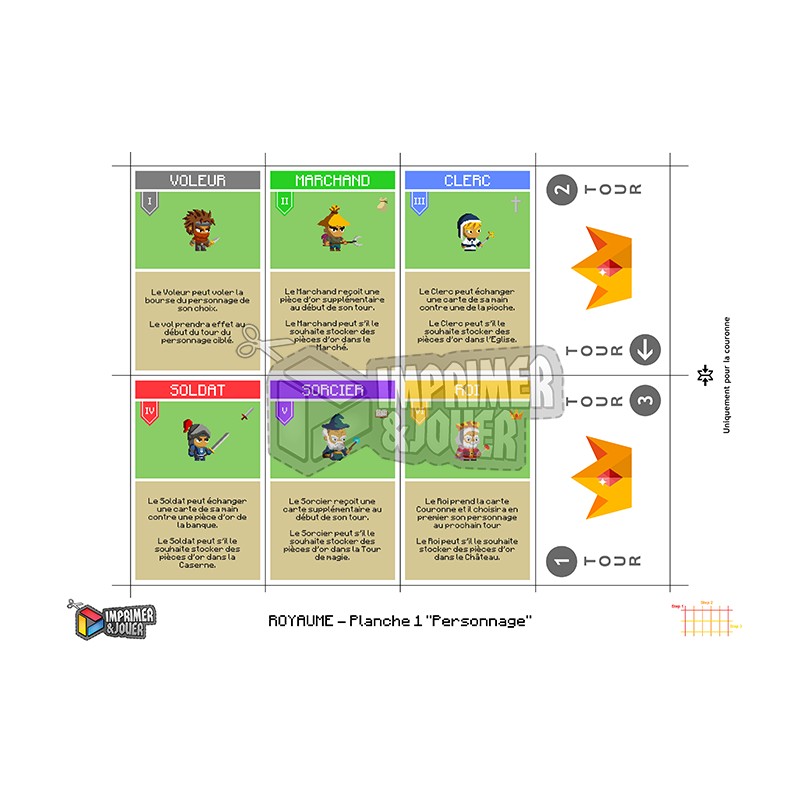 VOLEUR
I
Le Voleur peut voler la
bourse du personnage de
son choix.
Le vol prendra effet au
début du tour du
personnage ciblé.
MARCHAND
II
Le Marchand reçoit une
pièce d'or supplémentaire
au début de son tour.
Le Marchand peut s'il le
souhaite stocker des
pièces d'or dans le
Marché.
CLERC
III
Le Clerc peut échanger
une carte de sa main
contre une de la pioche.
Le Clerc peut s'il le
souhaite stocker des
pièces d'or dans l'Eglise.
2 TOUR
TOUR
SOLDAT
IV
Le Soldat peut échanger
une carte de sa main
contre une pièce d'or de
la banque.
Le Soldat peut s'il le
souhaite stocker des
pièces d'or dans la
Caserne.
SORCIER
V
Le Sorcier reçoit une
carte supplémentaire au
début de son tour.
Le Sorcier peut s'il le
souhaite stocker des
pièces d'or dans la Tour
de magie.
ROI
Le Roi prend la carte
Couronne et il choisira en
premier son personnage
au prochain tour
Le Roi peut s'il le souhaite
stocker des pièces d'or
dans le Château.
TOUR 3
1 TOUR
Uniquement pour la couronne
IMPRIMER
&JOUER
IMPRIMER
&JOUER
ROYAUME – Planche 1 "Personnage"
Step 1
Step 2
Step 3